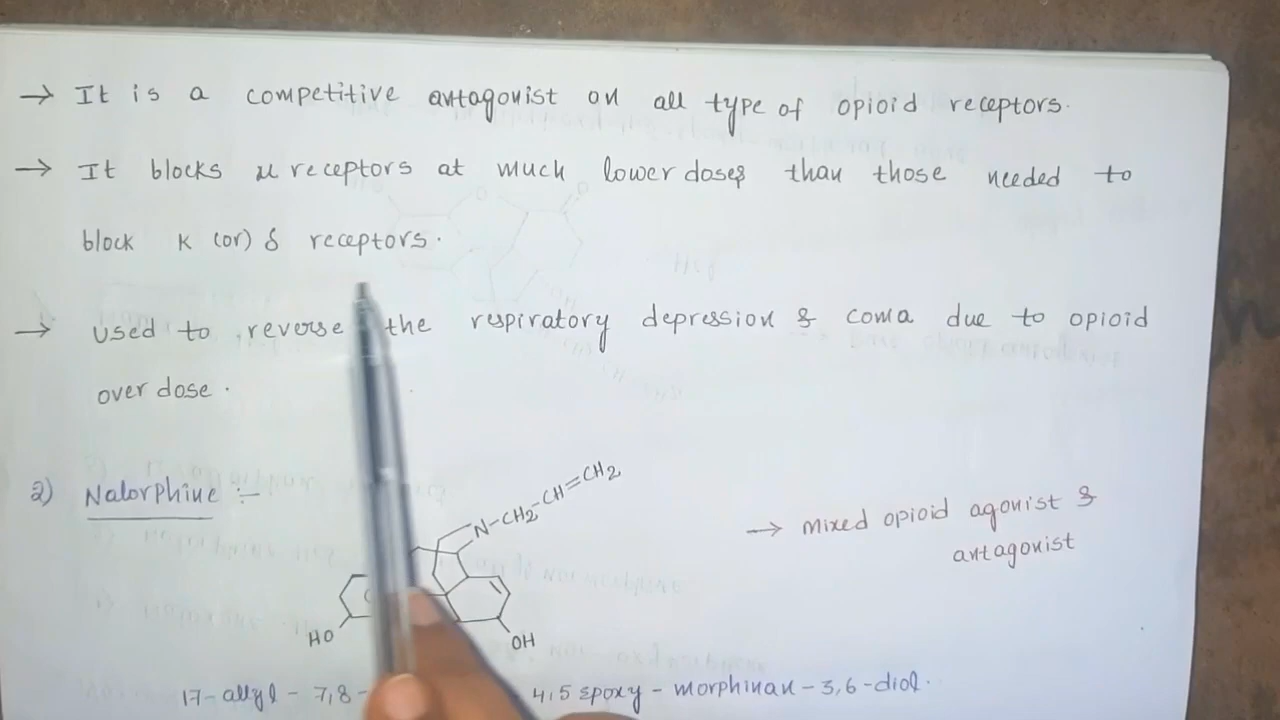 → It is a competitive antagonist on all type of opioid receptors.
→ It blocks μ receptors at much lower doses than those needed to
block K (or) δ receptors.
→ used to reverse the respiratory depression & coma due to opioid
over dose.
2) Nalorphine :-
N-CH2-CH=CH2
→ mixed opioid agonist &
antagonist
HO
OH
17-allyl - 7,8 - 4,5 epoxy - morphinan - 3,6 - diol.